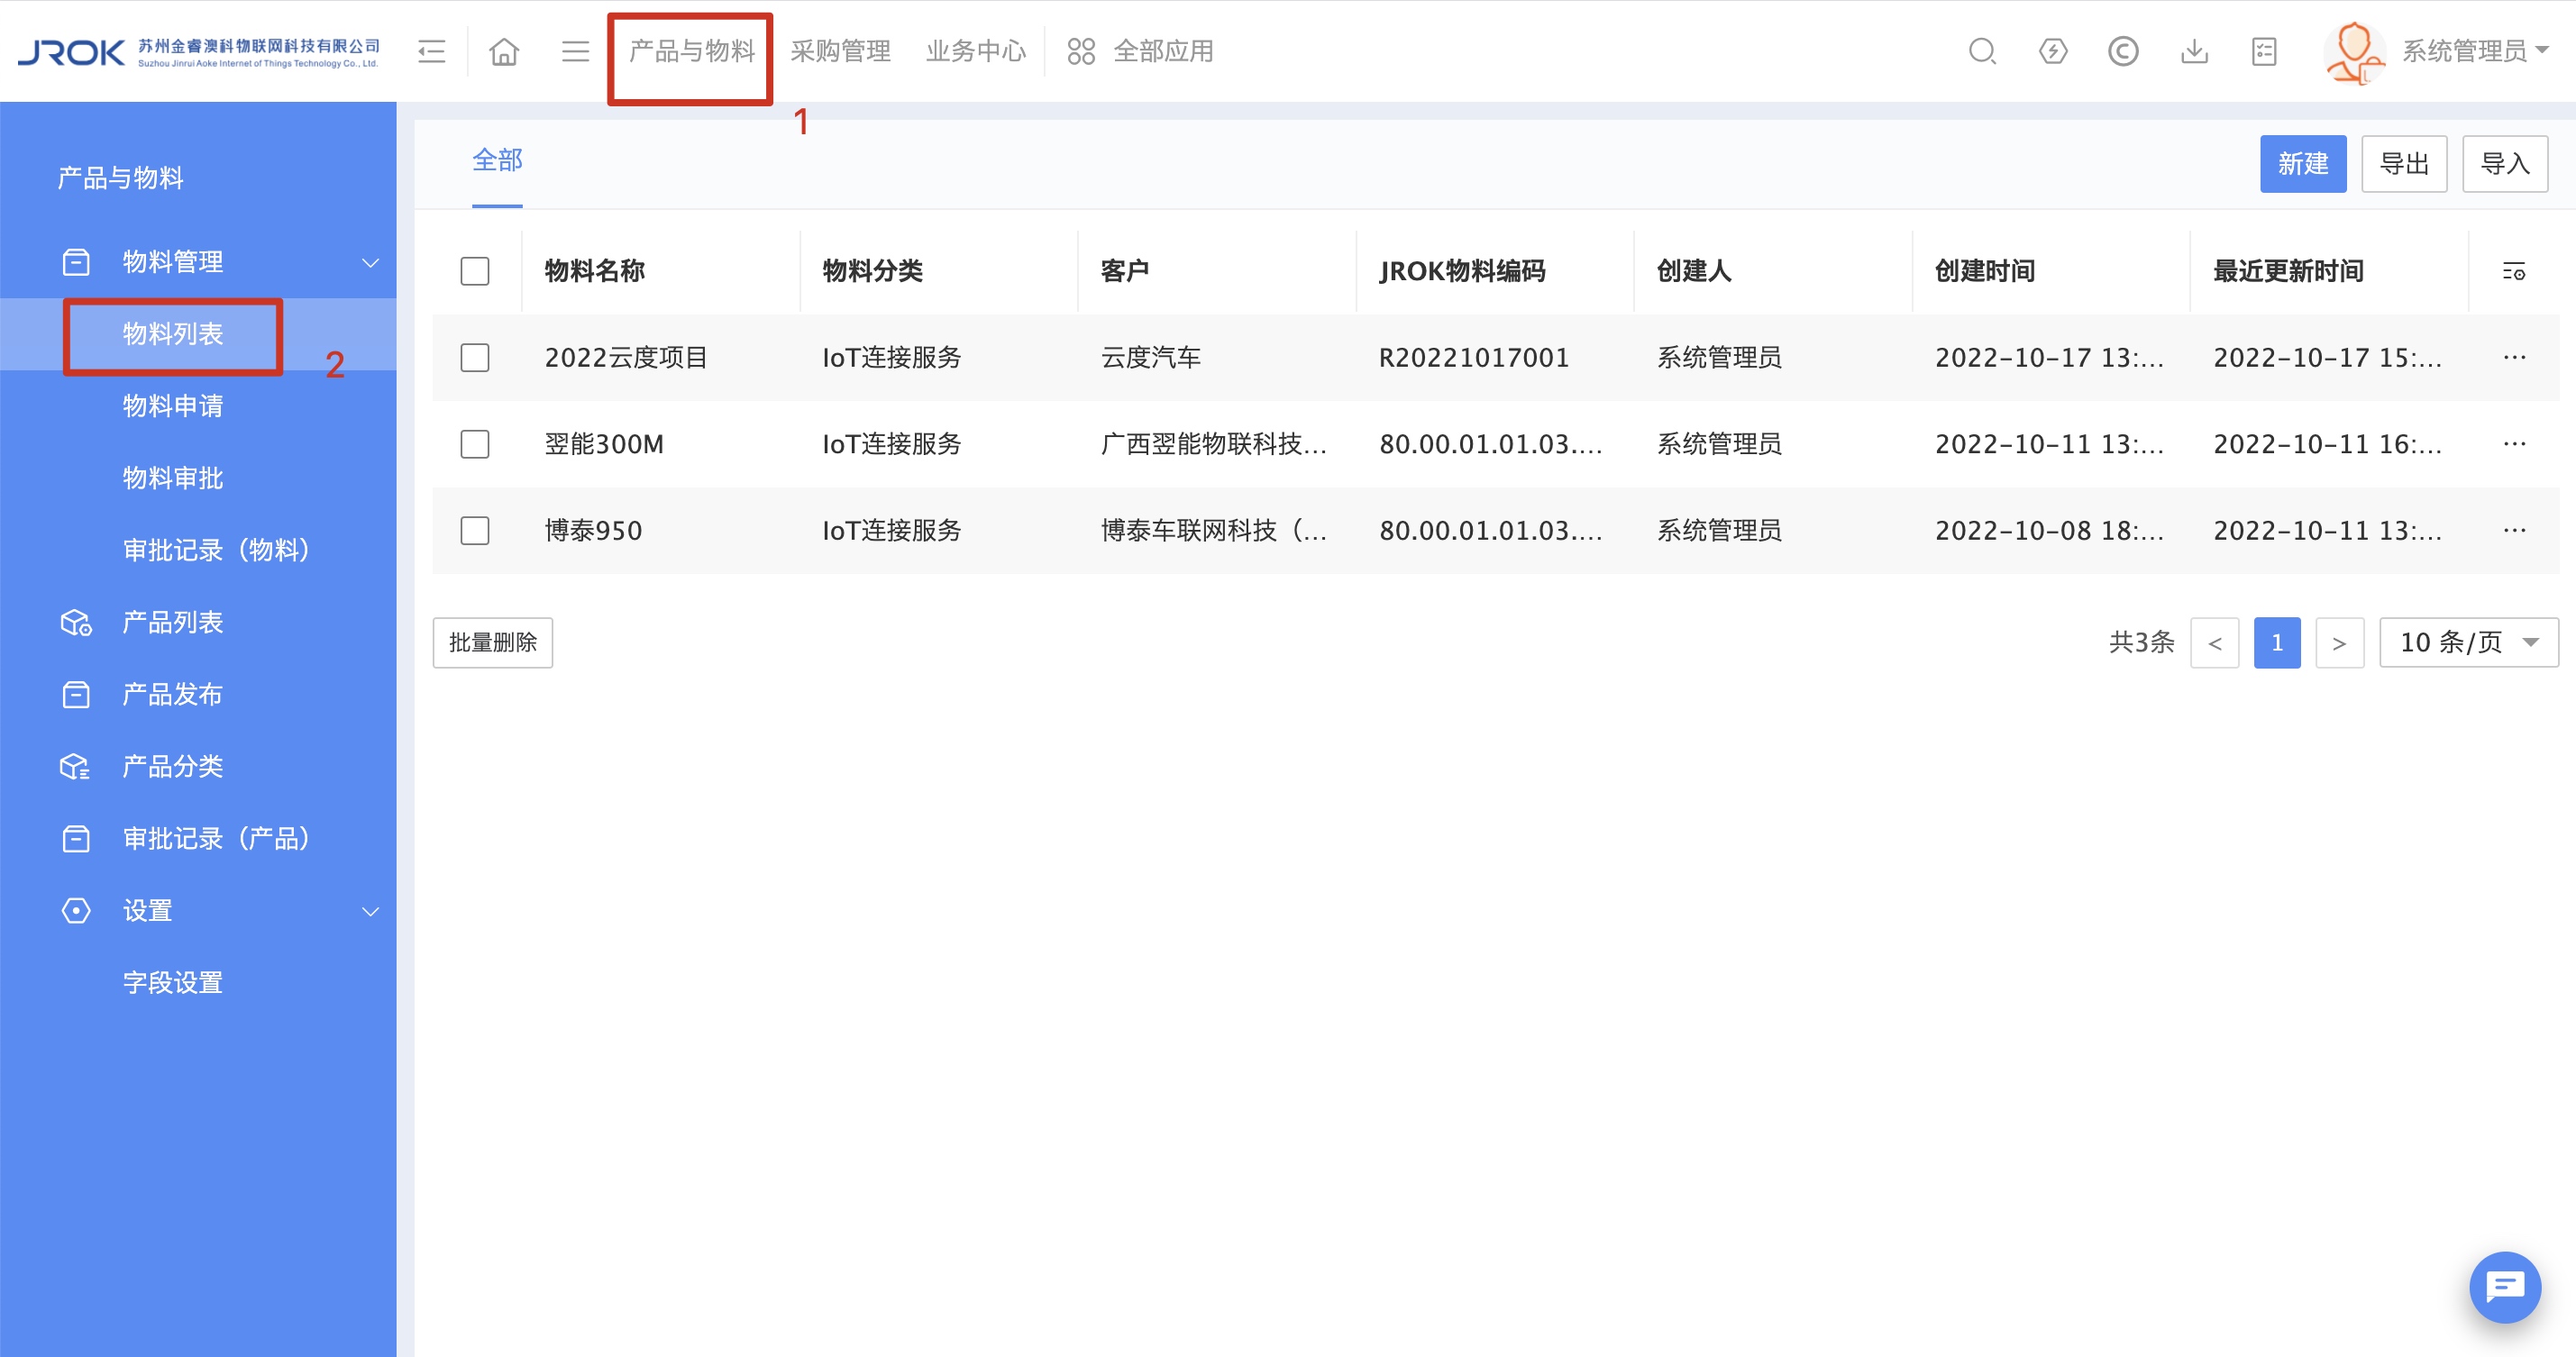 JROK 苏州金睿澳科物联网科技有限公司
Suzhou Jinrui Aoke Internet of Things Technology Co., Ltd.
产品与物料 采购管理 业务中心 全部应用 系统管理员
1
产品与物料
物料管理
物料列表
2
物料申请
物料审批
审批记录（物料）
产品列表
产品发布
产品分类
审批记录（产品）
设置
字段设置
全部 新建 导出 导入
物料名称 物料分类 客户 JROK物料编码 创建人 创建时间 最近更新时间
2022云度项目 IoT连接服务 云度汽车 R20221017001 系统管理员 2022-10-17 13:... 2022-10-17 15:... ...
翌能300M IoT连接服务 广西翌能物联科技... 80.00.01.01.03.... 系统管理员 2022-10-11 13:... 2022-10-11 16:... ...
博泰950 IoT连接服务 博泰车联网科技（... 80.00.01.01.03.... 系统管理员 2022-10-08 18:... 2022-10-11 13:... ...
批量删除 共3条 < 1 > 10 条/页